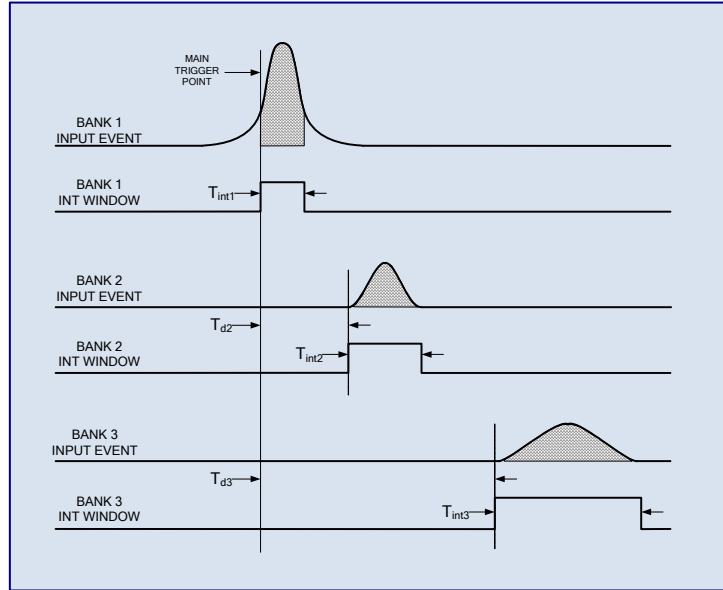 MAIN
TRIGGER
POINT
BANK 1
INPUT EVENT
BANK 1
INT WINDOW
Tint1
BANK 2
INPUT EVENT
Td2
BANK 2
INT WINDOW
Tint2
BANK 3
INPUT EVENT
Td3
BANK 3
INT WINDOW
Tint3